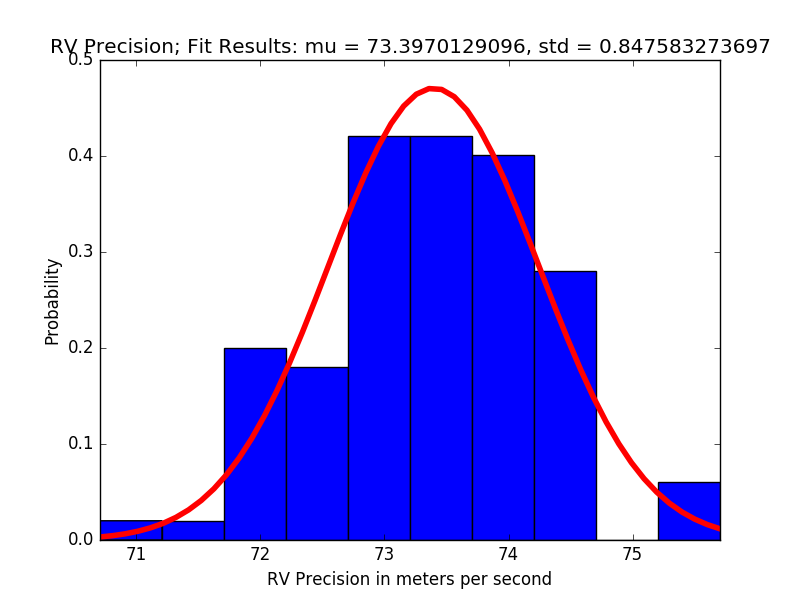 RV Precision; Fit Results: mu = 73.3970129096, std = 0.847583273697
0.5
0.4
0.3
0.2
0.1
0.0
Probability
71 72 73 74 75
RV Precision in meters per second